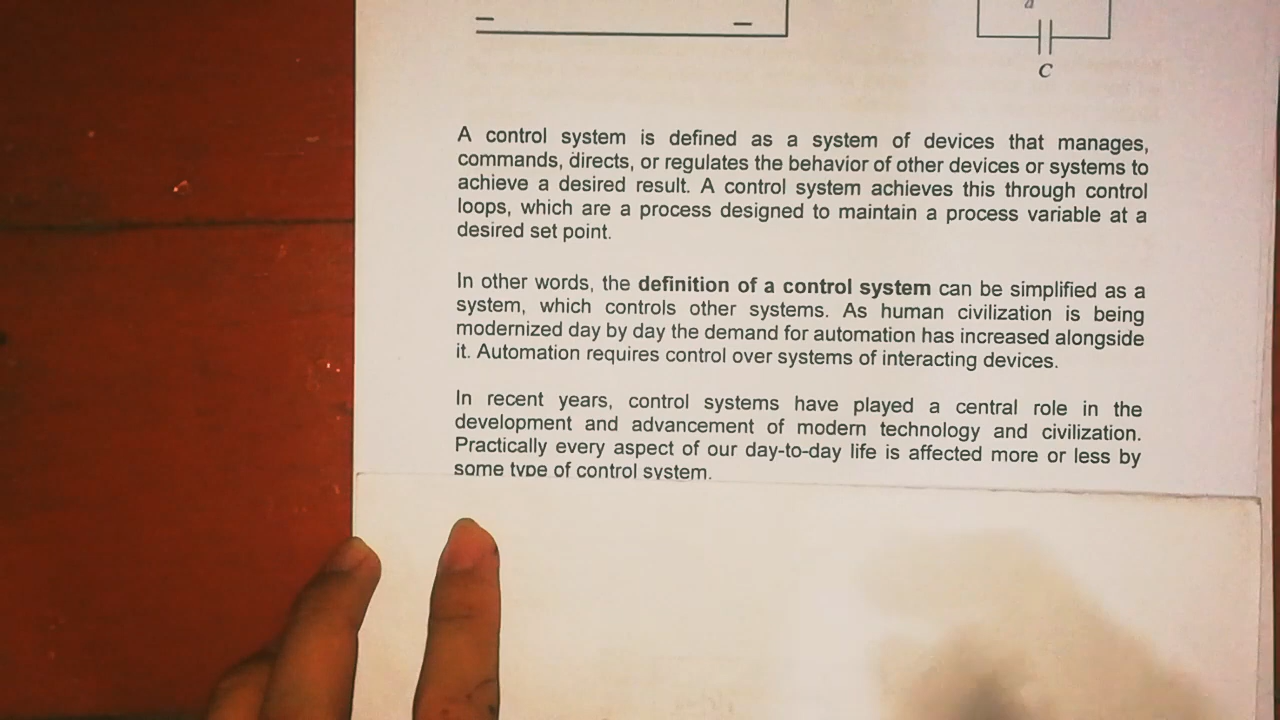 C
A control system is defined as a system of devices that manages,
commands, directs, or regulates the behavior of other devices or systems to
achieve a desired result. A control system achieves this through control
loops, which are a process designed to maintain a process variable at a
desired set point.
In other words, the definition of a control system can be simplified as a
system, which controls other systems. As human civilization is being
modernized day by day the demand for automation has increased alongside
it. Automation requires control over systems of interacting devices.
In recent years, control systems have played a central role in the
development and advancement of modern technology and civilization.
Practically every aspect of our day-to-day life is affected more or less by
some type of control system.